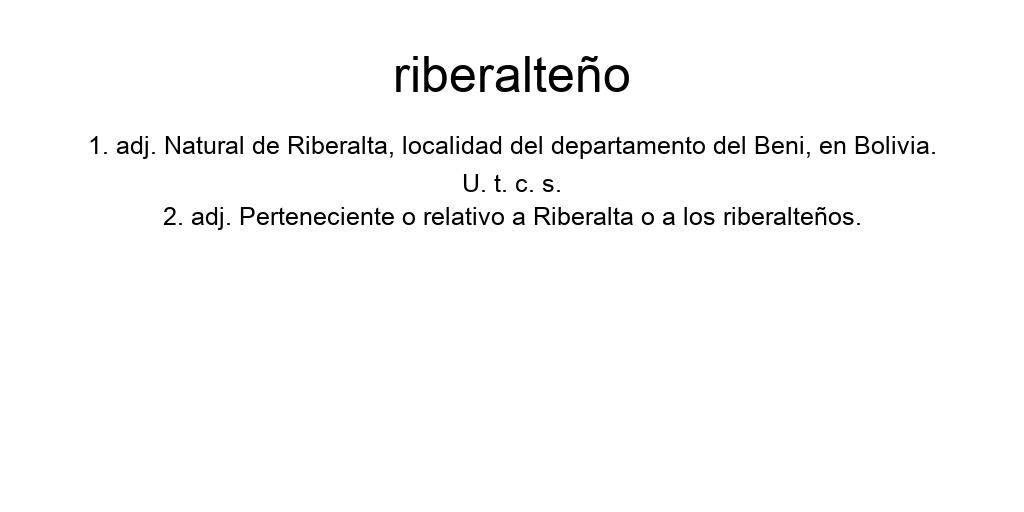 riberalteño
1. adj. Natural de Riberalta, localidad del departamento del Beni, en Bolivia.
U. t. c. s.
2. adj. Perteneciente o relativo a Riberalta o a los riberalteños.